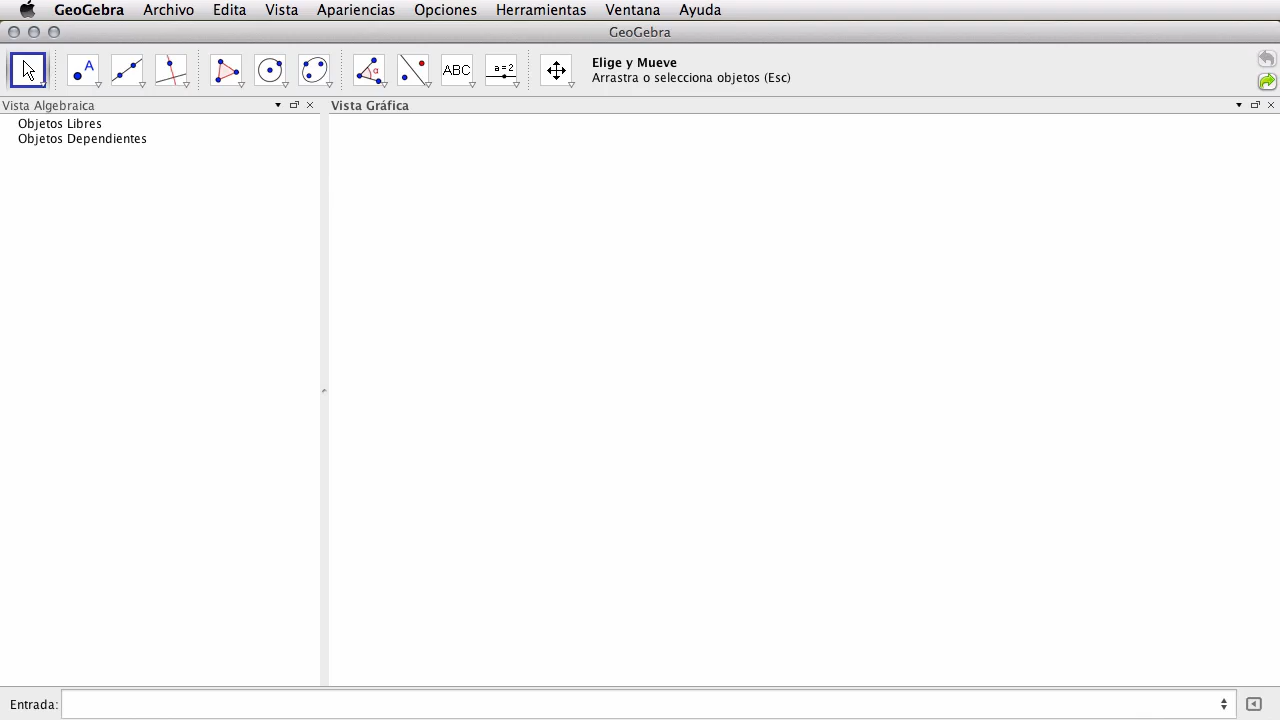 GeoGebra Archivo Edita Vista Apariencias Opciones Herramientas Ventana Ayuda
GeoGebra
A
α
ABC
a=2
Elige y Mueve
Arrastra o selecciona objetos (Esc)
Vista Algebraica
Vista Gráfica
Objetos Libres
Objetos Dependientes
Entrada: